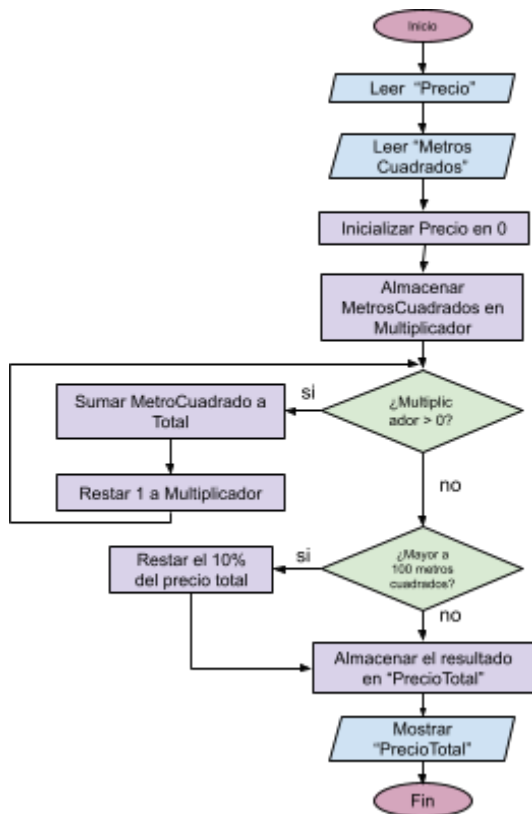 Inicio
Leer “Precio”
Leer “Metros
Cuadrados”
Inicializar Precio en 0
Almacenar
MetrosCuadrados en
Multiplicador
¿Multiplic
ador > 0?
si
Sumar MetroCuadrado a
Total
Restar 1 a Multiplicador
no
¿Mayor a
100 metros
cuadrados?
si
Restar el 10%
del precio total
no
Almacenar el resultado
en “PrecioTotal”
Mostrar
“PrecioTotal”
Fin